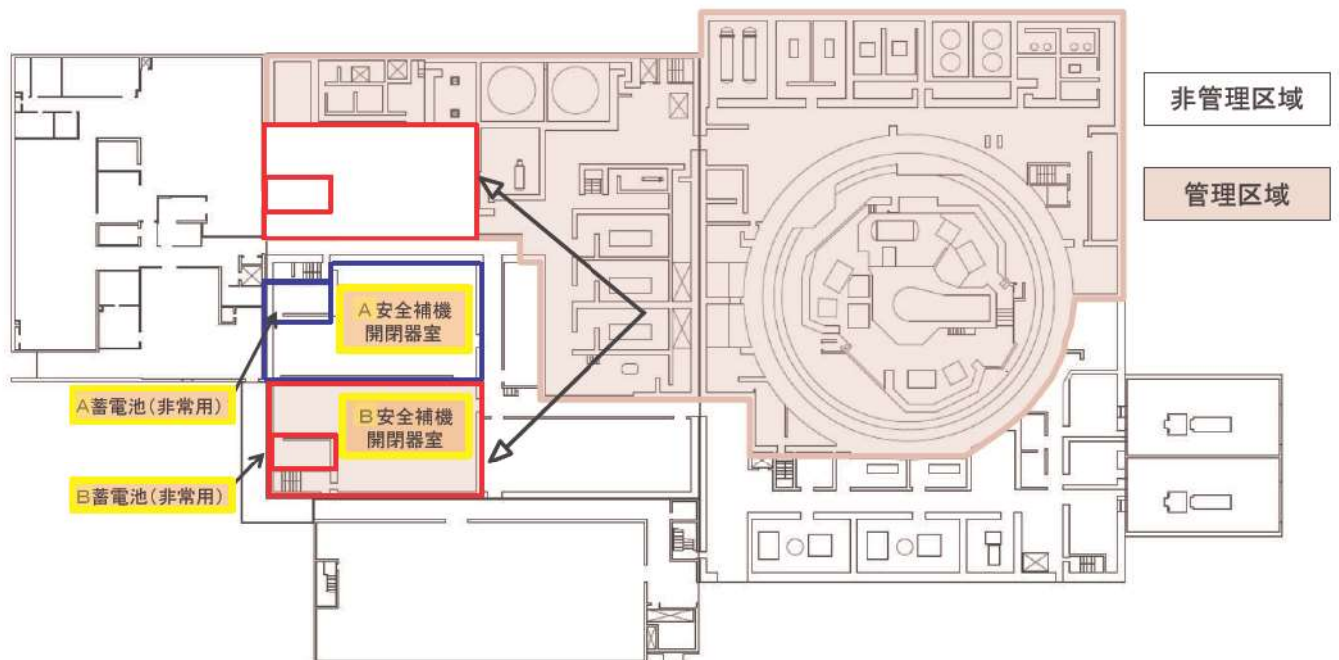 非管理区域
管理区域
A安全補機
開閉器室
A蓄電池(非常用)
B安全補機
開閉器室
B蓄電池(非常用)